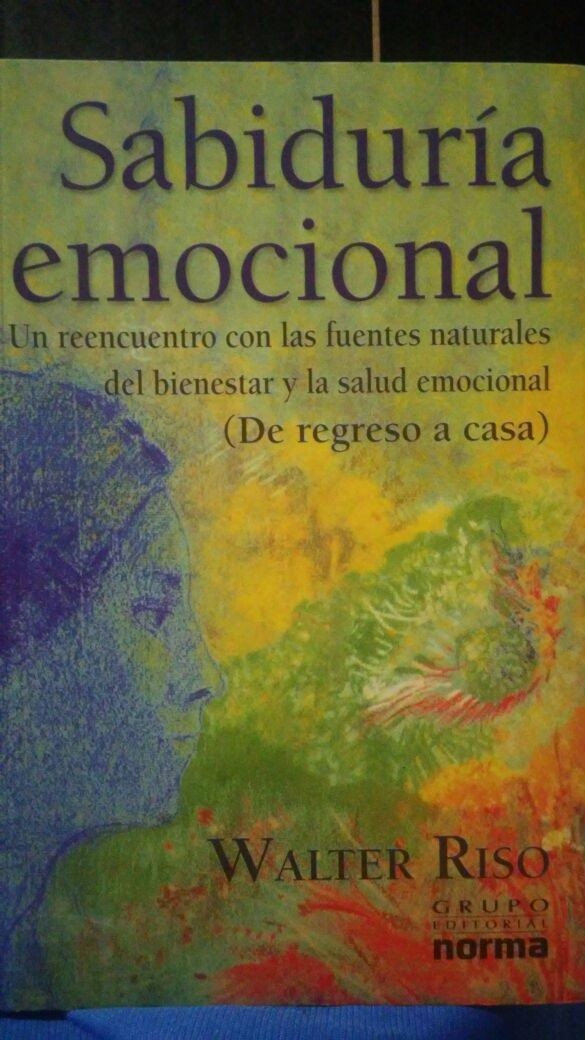 Sabiduría
emocional
Un reencuentro con las fuentes naturales
del bienestar y la salud emocional
(De regreso a casa)
WALTER RISO
GRUPO
EDITORIAL
norma